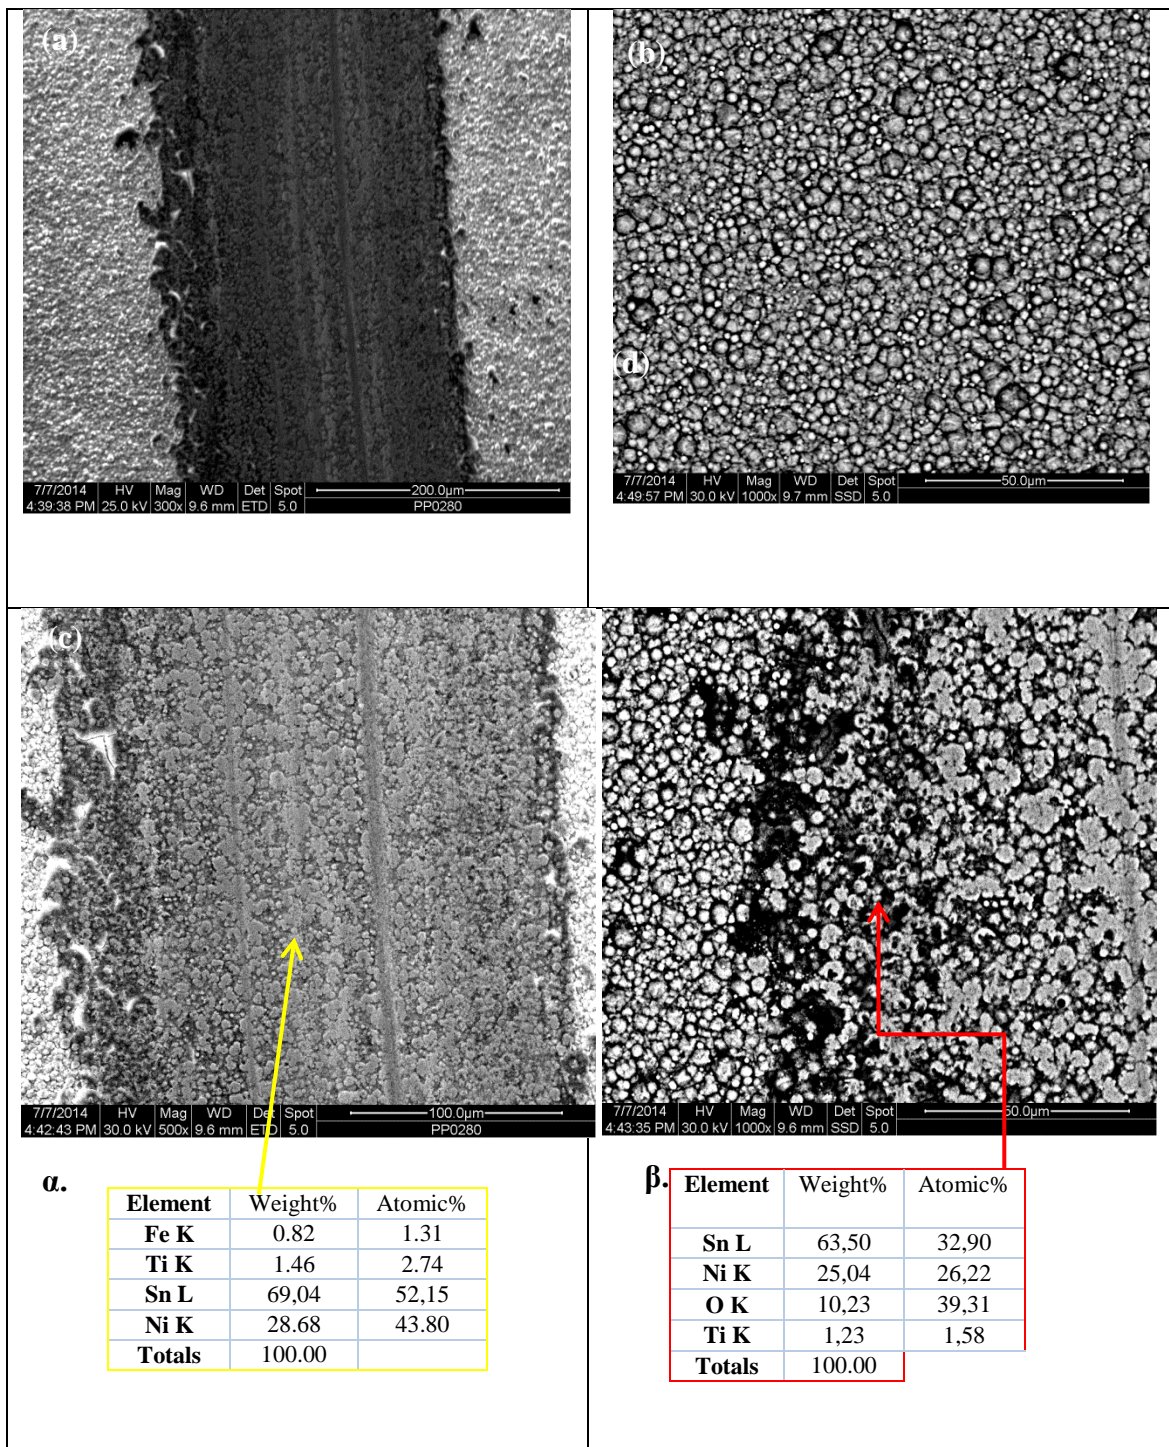 (a)
7/7/2014 HV Mag WD Det Spot 200.0µm
4:39:38 PM 25.0 kV 300x 9.6 mm ETD 5.0 PP0280
(b)
(d)
7/7/2014 HV Mag WD Det Spot 50.0µm
4:49:57 PM 30.0 kV 1000x 9.7 mm SSD 5.0
(c)
7/7/2014 HV Mag WD Det Spot 100.0µm
4:42:43 PM 30.0 kV 500x 9.6 mm ETD 5.0 PP0280
7/7/2014 HV Mag WD Det Spot 50.0µm
4:43:35 PM 30.0 kV 1000x 9.6 mm SSD 5.0
α.
Element Weight% Atomic%
Fe K 0.82 1.31
Ti K 1.46 2.74
Sn L 69,04 52,15
Ni K 28.68 43.80
Totals 100.00
β.
Element Weight% Atomic%
Sn L 63,50 32,90
Ni K 25,04 26,22
O K 10,23 39,31
Ti K 1,23 1,58
Totals 100.00